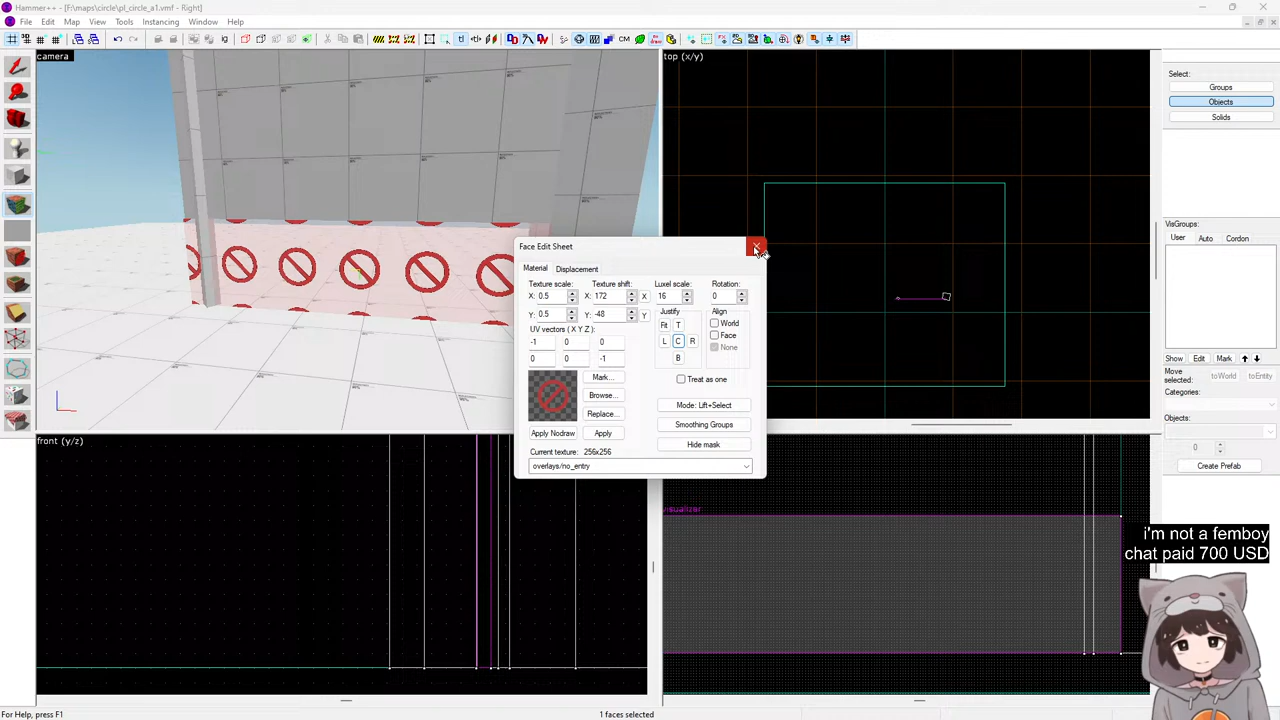 Hammer++ - [F:\maps\circle\pl_circle_a1.vmf - Right]
File Edit Map View Tools Instancing Window Help
camera
top (x/y)
front (y/z)
Face Edit Sheet
Material Displacement
Texture scale: Texture shift: Luxel scale: Rotation:
X: 0.5 X: 172 X 16 0
Y: 0.5 Y: -48 Y
Justify Align
UV vectors ( X Y Z ):
Fit T World
-1 0 0 L C R Face
0 0 -1 B None
Mark... Treat as one
Browse... Mode: Lift+Select
Replace... Smoothing Groups
Apply Nodraw Apply Hide mask
Current texture: 256x256
overlays/no_entry
Select:
Groups
Objects
Solids
VisGroups:
User Auto Cordon
Show Edit Mark
Move selected: toWorld toEntity
Categories:
Objects:
0
Create Prefab
i'm not a femboy
chat paid 700 USD
For Help, press F1
1 faces selected